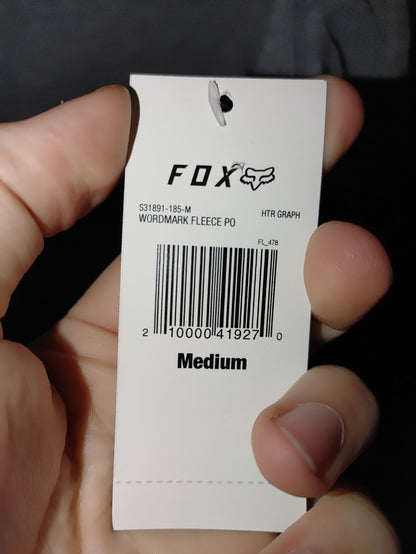 FOX
S31891-185-M
WORDMARK FLEECE PO HTR GRAPH
FL_478
2 10000 41927 0
Medium